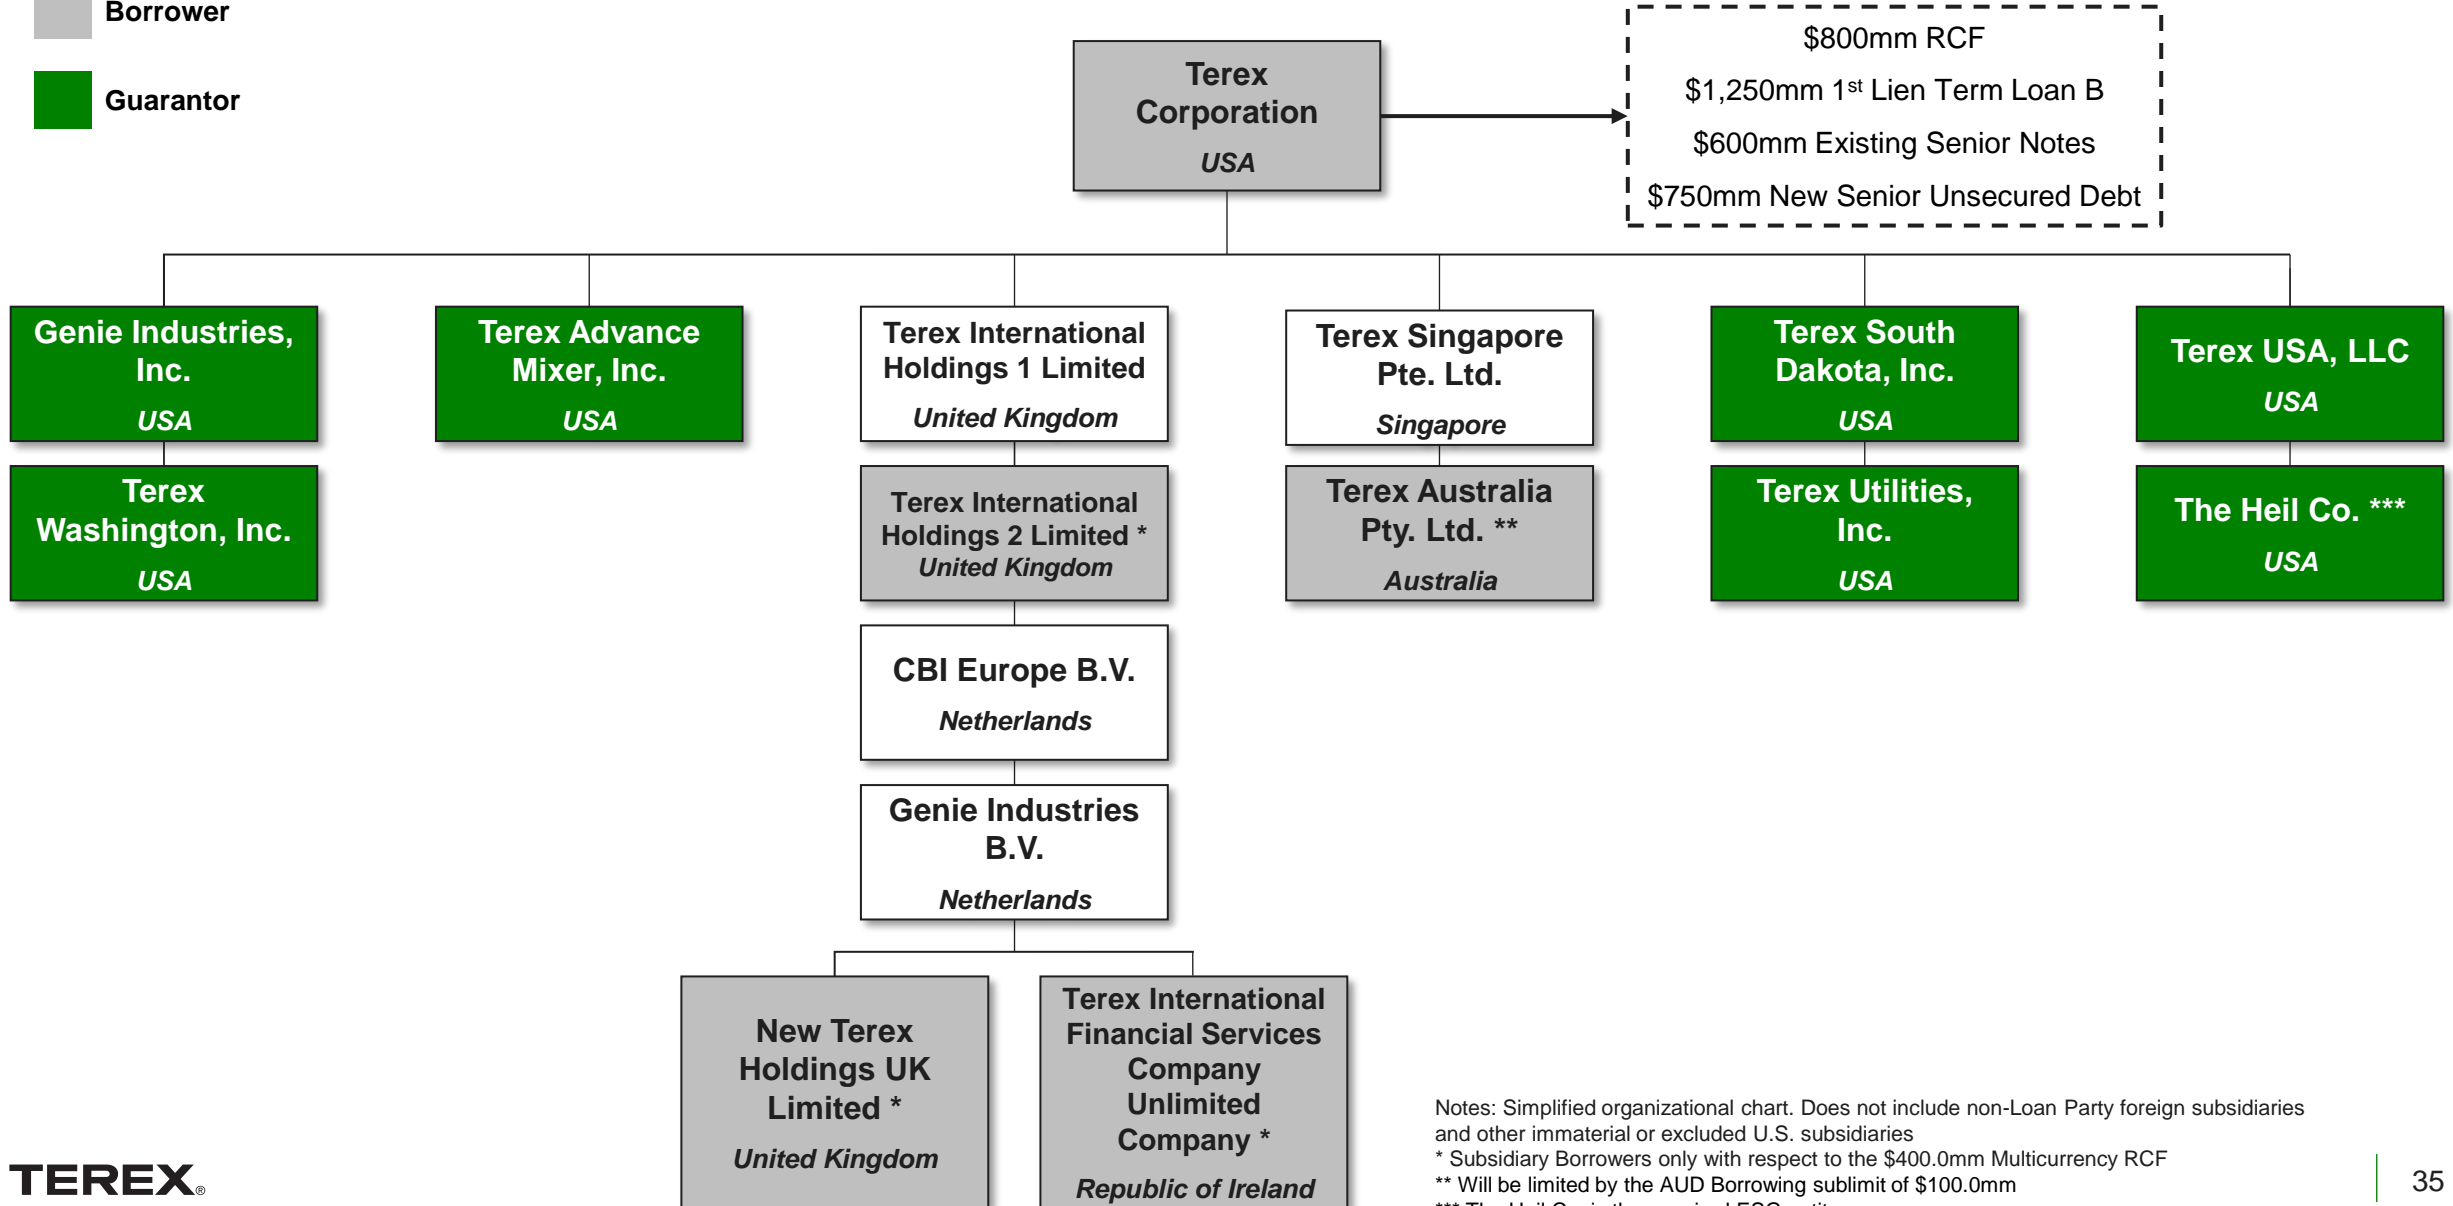 Borrower
Guarantor
Terex
Corporation
USA
$800mm RCF
$1,250mm 1st Lien Term Loan B
$600mm Existing Senior Notes
$750mm New Senior Unsecured Debt
Genie Industries,
Inc.
USA
Terex Advance
Mixer, Inc.
USA
Terex International
Holdings 1 Limited
United Kingdom
Terex Singapore
Pte. Ltd.
Singapore
Terex South
Dakota, Inc.
USA
Terex USA, LLC
USA
Terex
Washington, Inc.
USA
Terex International
Holdings 2 Limited *
United Kingdom
Terex Australia
Pty. Ltd. **
Australia
Terex Utilities,
Inc.
USA
The Heil Co. ***
USA
CBI Europe B.V.
Netherlands
Genie Industries
B.V.
Netherlands
New Terex
Holdings UK
Limited *
United Kingdom
Terex International
Financial Services
Company
Unlimited
Company *
Republic of Ireland
Notes: Simplified organizational chart. Does not include non-Loan Party foreign subsidiaries
and other immaterial or excluded U.S. subsidiaries
* Subsidiary Borrowers only with respect to the $400.0mm Multicurrency RCF
** Will be limited by the AUD Borrowing sublimit of $100.0mm
*** The Heil Co. is the
TEREX®
35